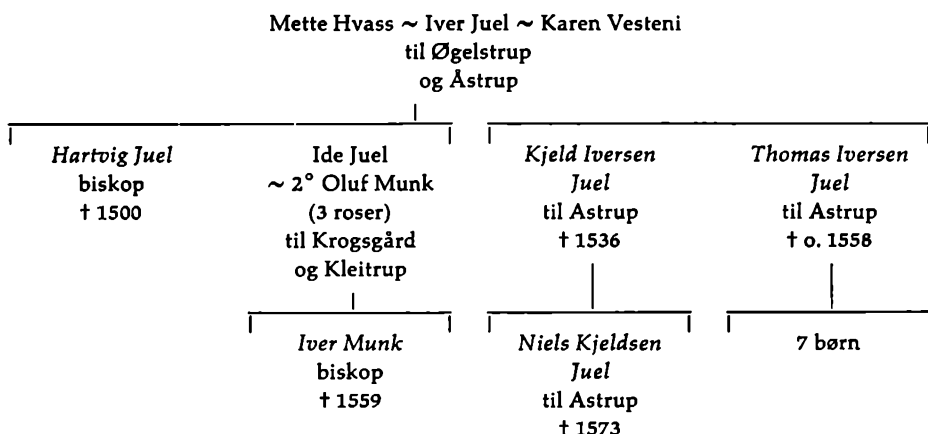 Mette Hvass ~ Iver Juel ~ Karen Vesteni
til Øgelstrup
og Åstrup
Hartvig Juel
biskop
† 1500
Ide Juel
~ 2° Oluf Munk
(3 roser)
til Krogsgård
og Kleitrup
Kjeld Iversen
Juel
til Astrup
† 1536
Thomas Iversen
Juel
til Astrup
† o. 1558
Iver Munk
biskop
† 1559
Niels Kjeldsen
Juel
til Astrup
† 1573
7 børn